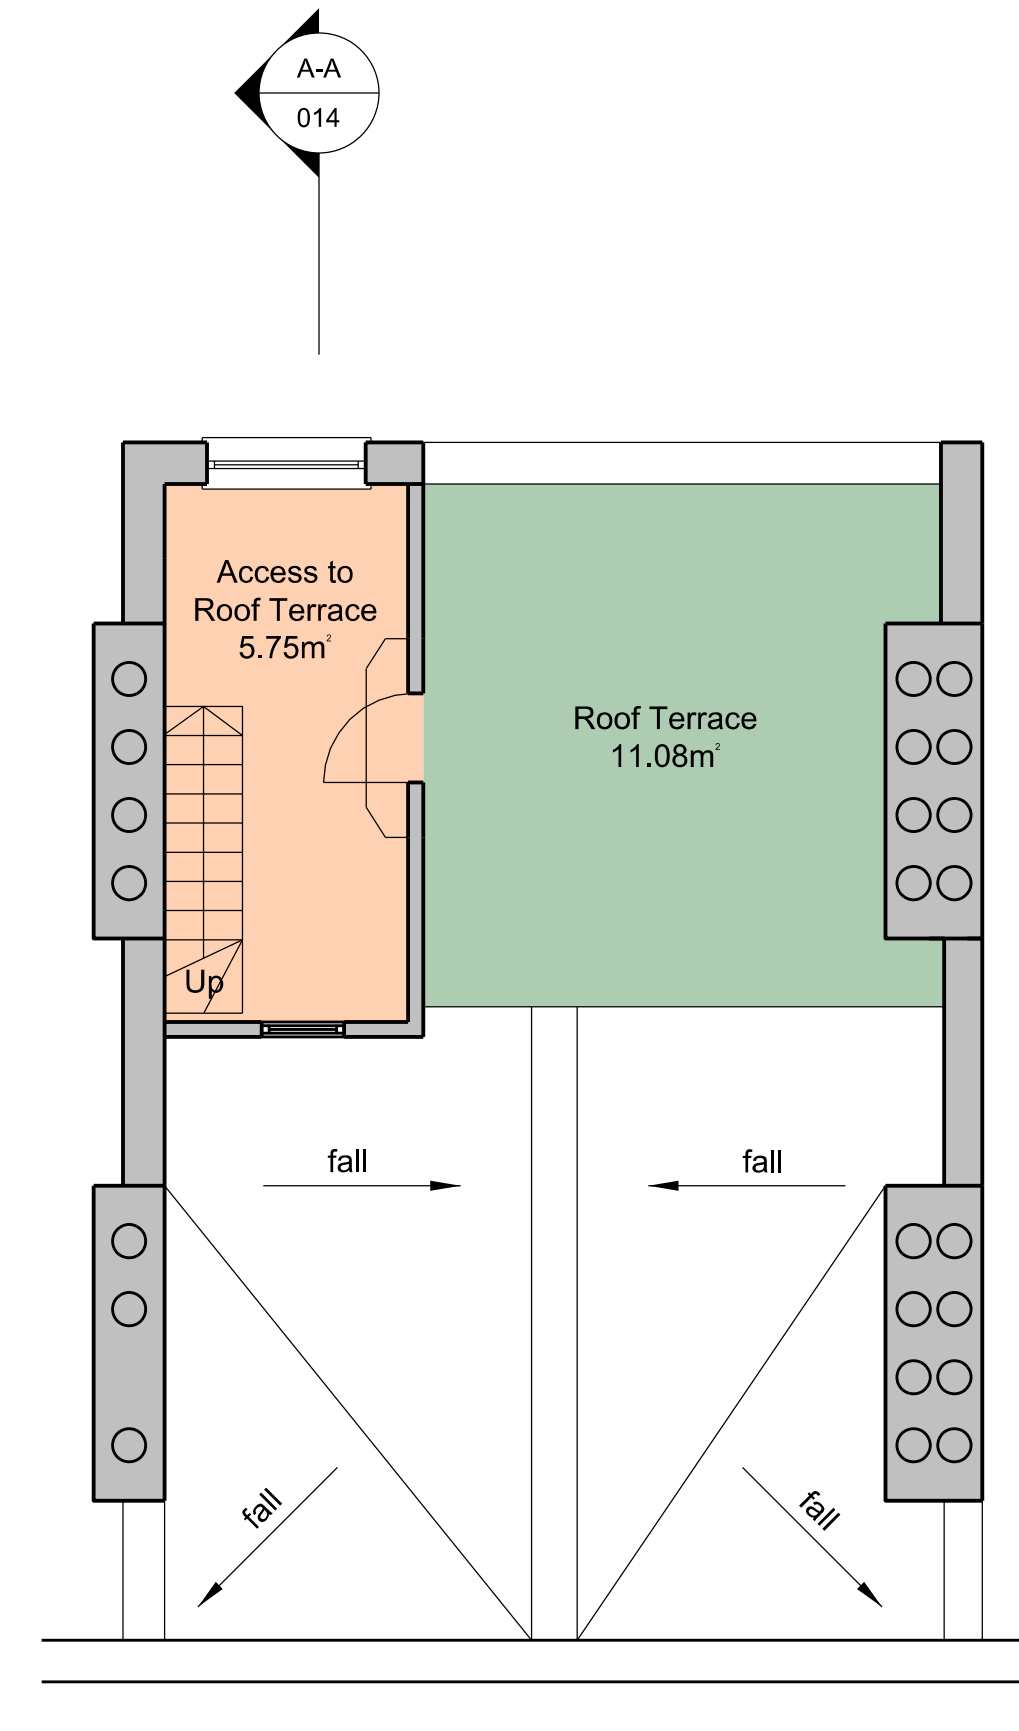 A-A
014
Access to
Roof Terrace
5.75m²
Roof Terrace
11.08m²
Up
fall
fall
fall
fall